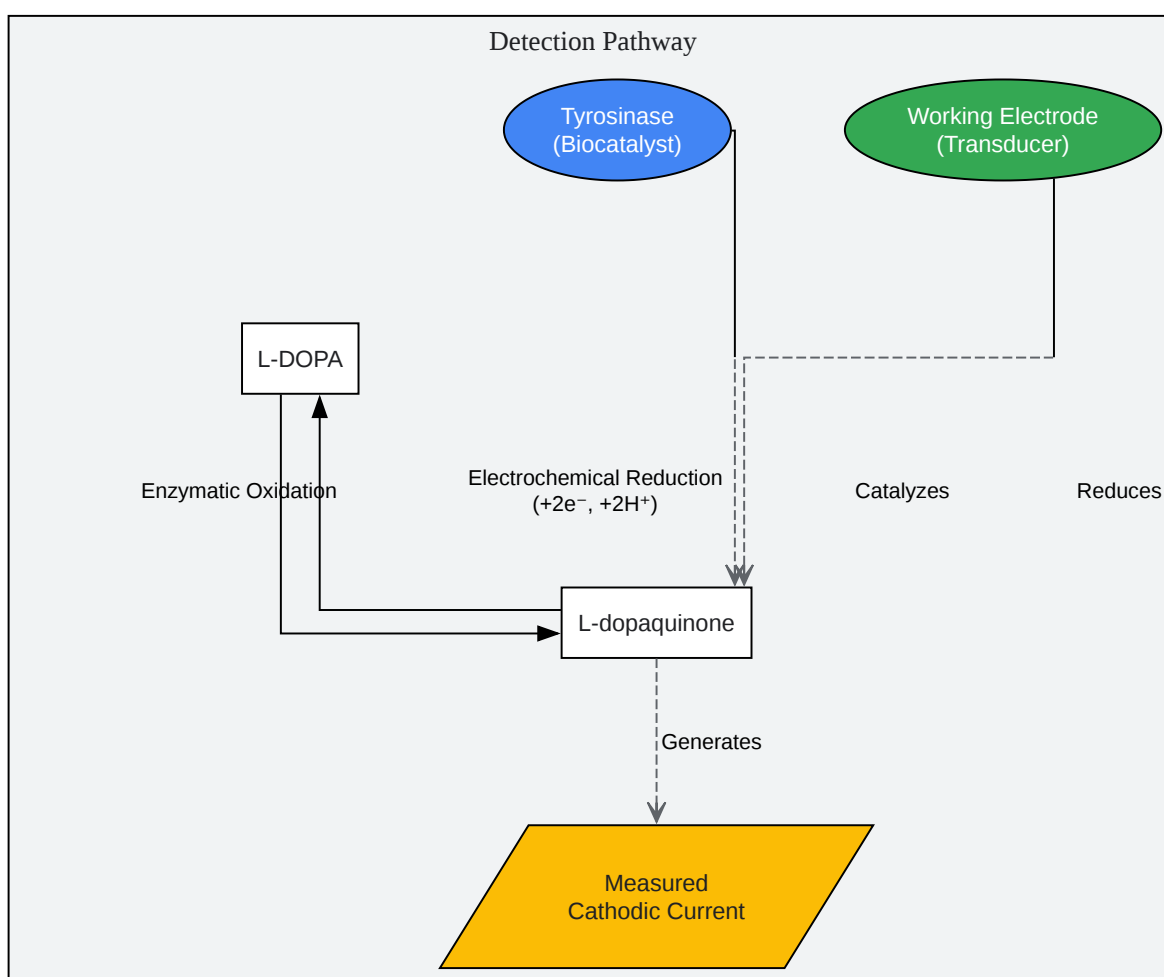 Detection Pathway
Tyrosinase
(Biocatalyst)
Working Electrode
(Transducer)
L-DOPA
Enzymatic Oxidation
Electrochemical Reduction
(+2e⁻, +2H⁺)
Catalyzes
Reduces
L-dopaquinone
Generates
Measured
Cathodic Current